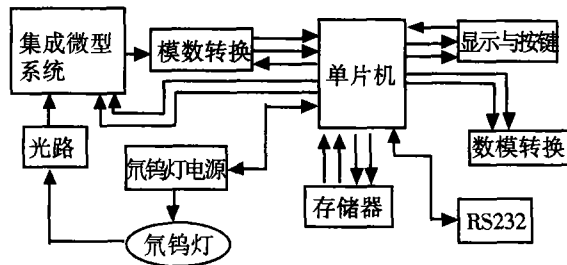 集成微型
系统
模数转换
单片机
显示与按键
光路
氘钨灯电源
数模转换
存储器
氘钨灯
RS232